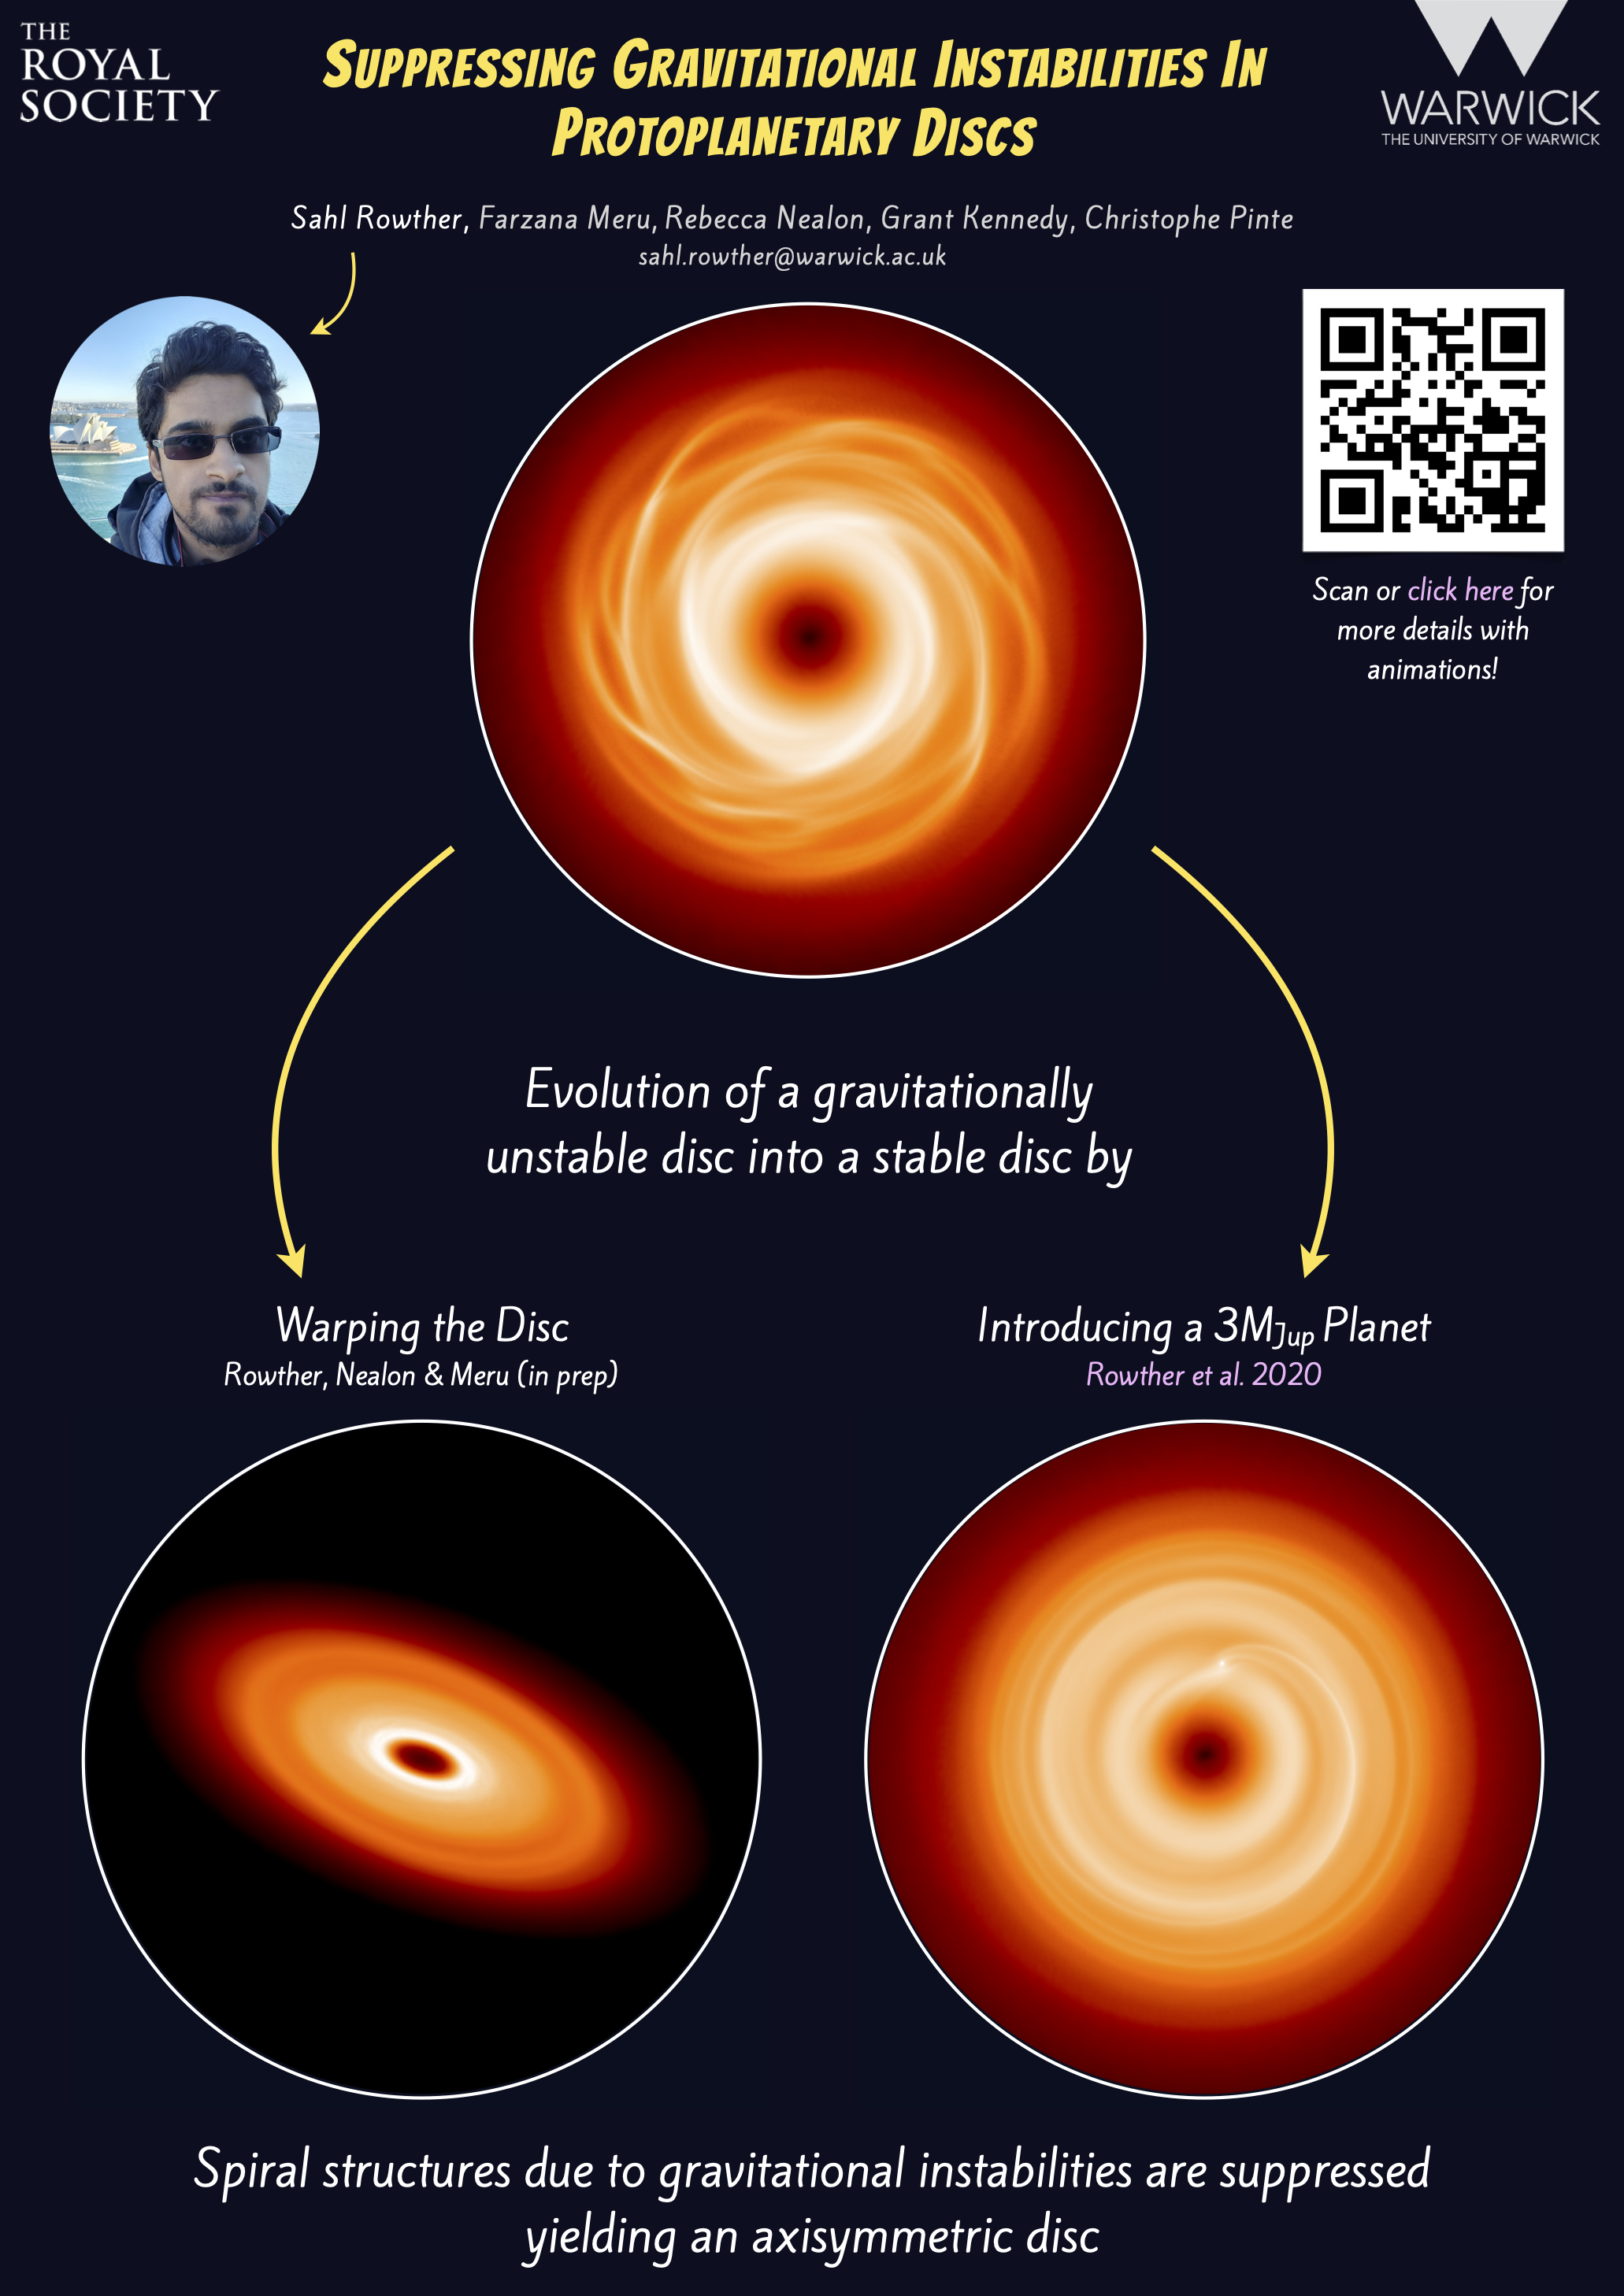 THE
ROYAL
SOCIETY
SUPPRESSING GRAVITATIONAL INSTABILITIES IN
PROTOPLANETARY DISCS
WARWICK
THE UNIVERSITY OF WARWICK
Sahl Rowther, Farzana Meru, Rebecca Nealon, Grant Kennedy, Christophe Pinte
sahl.rowther@warwick.ac.uk
Scan or click here for
more details with
animations!
Evolution of a gravitationally
unstable disc into a stable disc by
Warping the Disc
Rowther, Nealon & Meru (in prep)
Introducing a 3MJup Planet
Rowther et al. 2020
Spiral structures due to gravitational instabilities are suppressed
yielding an axisymmetric disc